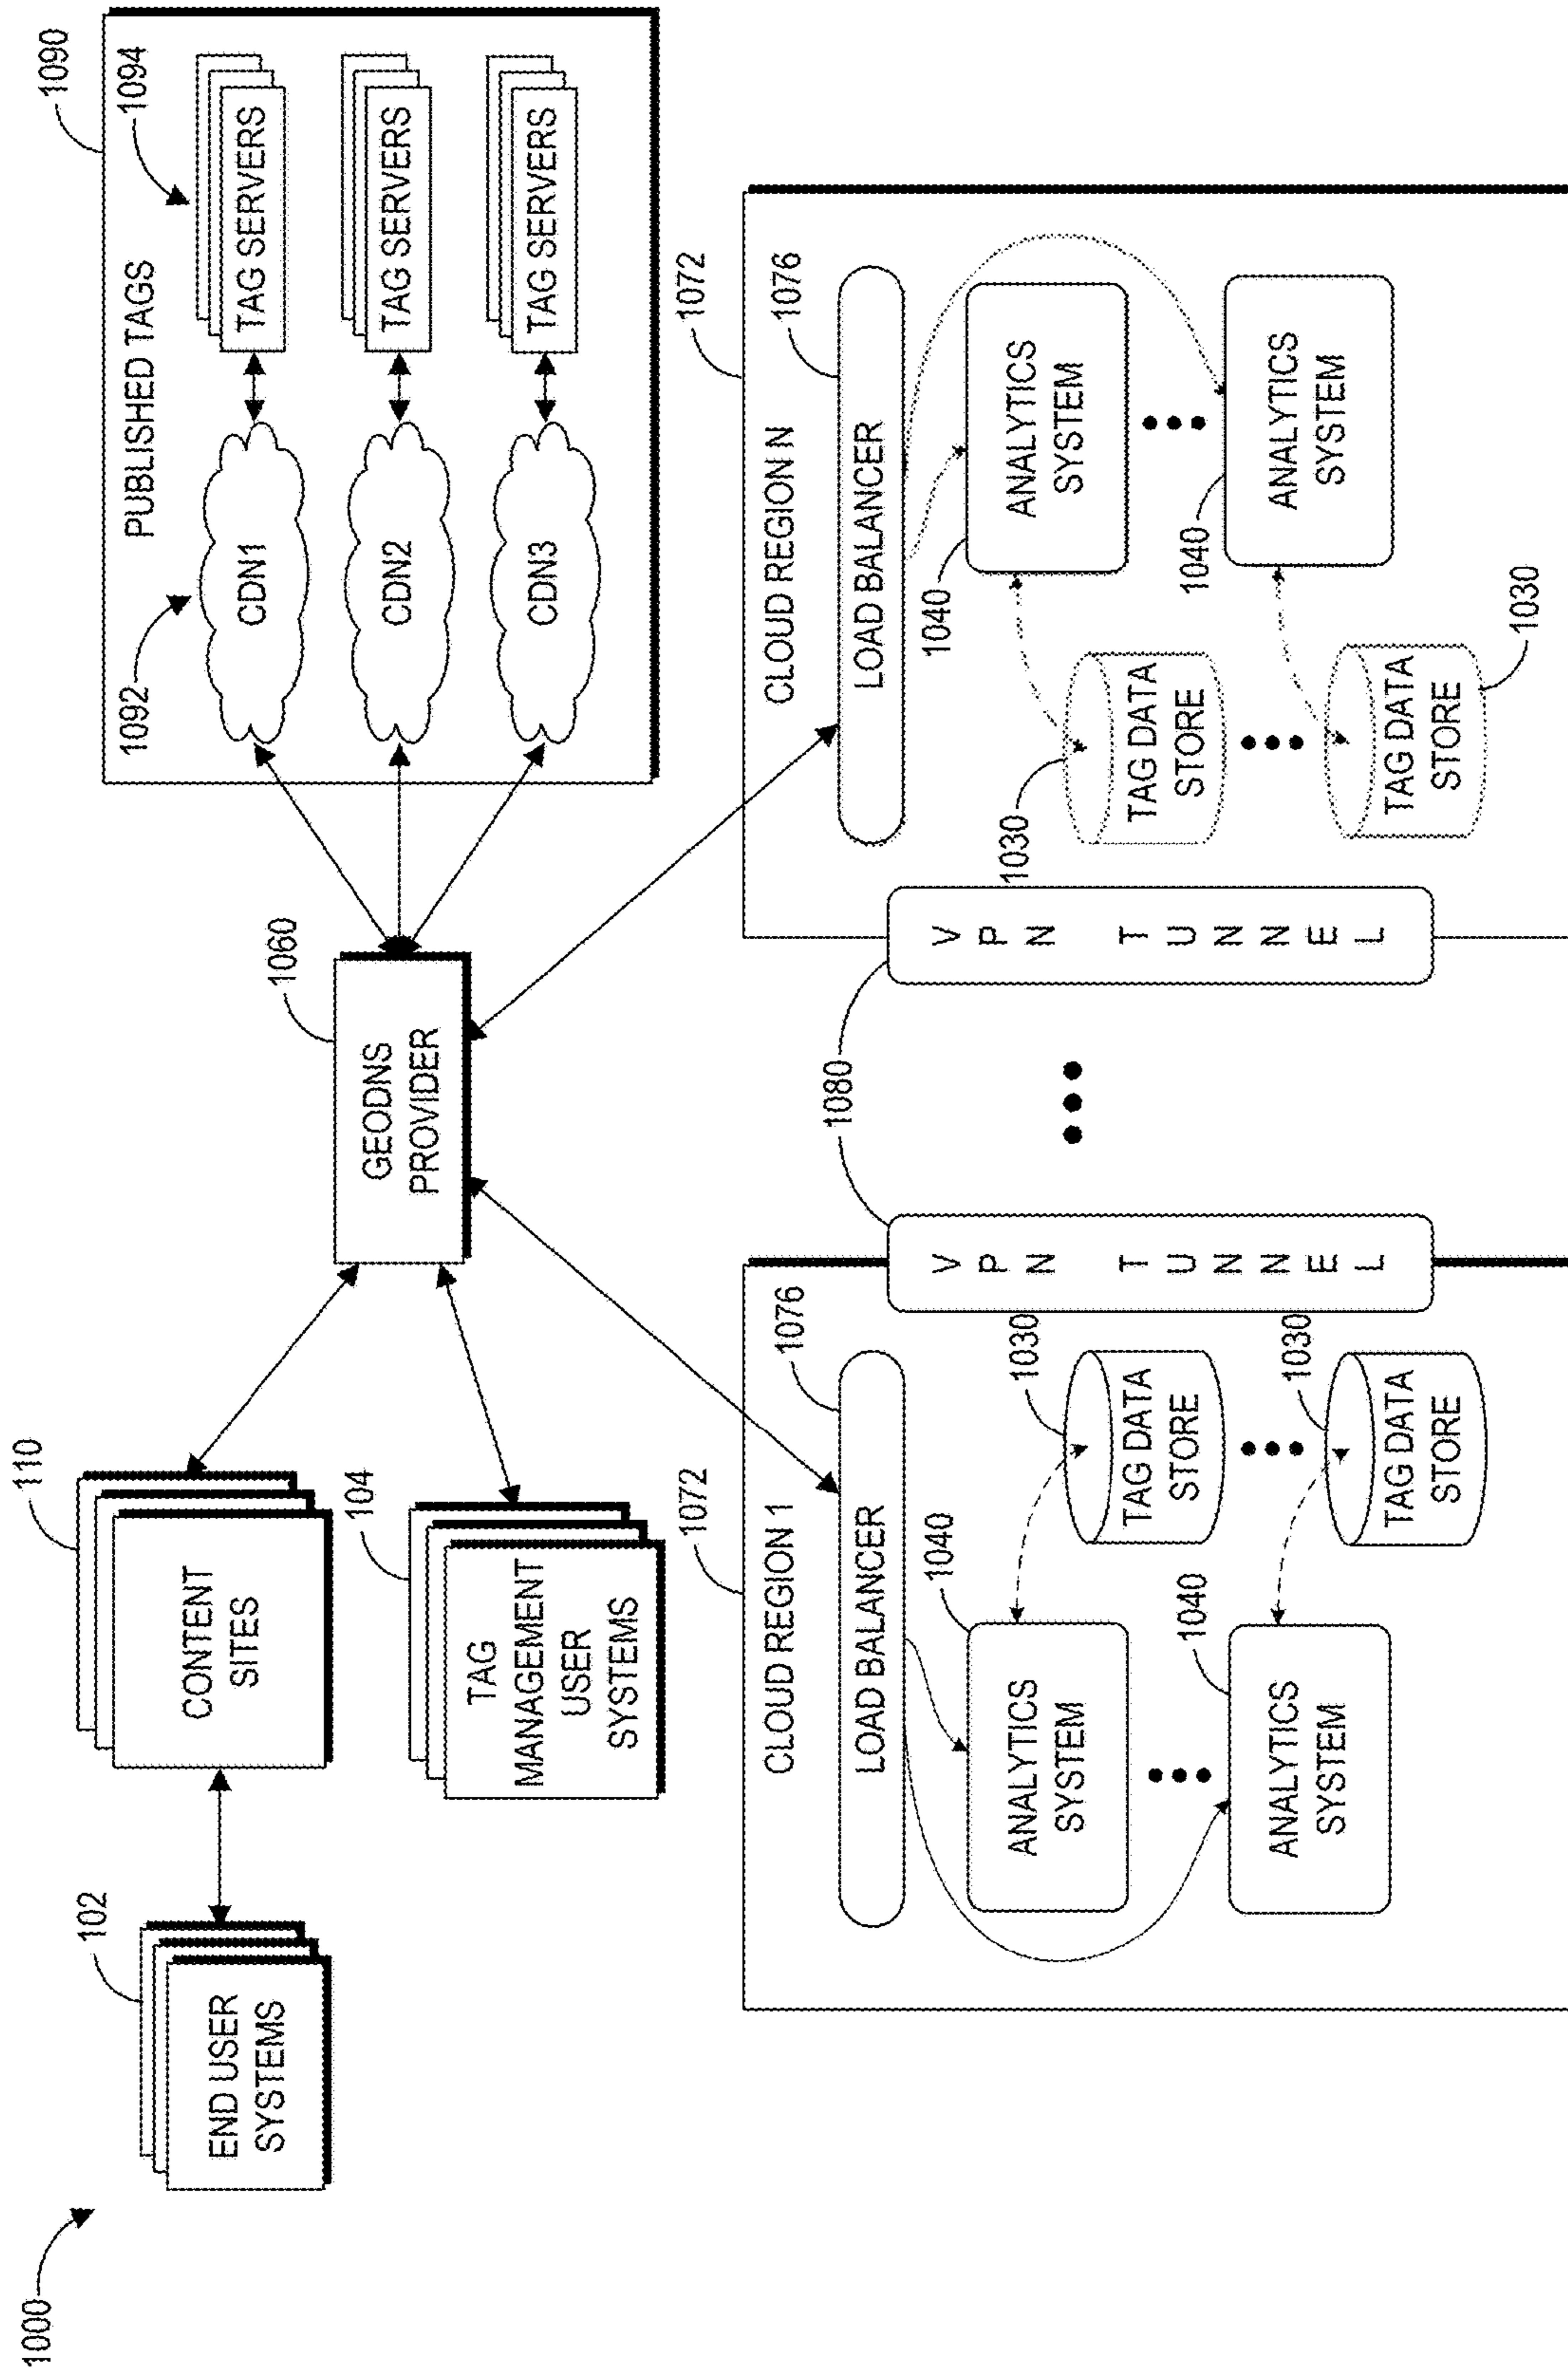 1000
102
END USER
SYSTEMS
110
CONTENT
SITES
104
TAG
MANAGEMENT
USER
SYSTEMS
1060
GEODNS
PROVIDER
1090
PUBLISHED TAGS
1092
1094
CDN1
TAG SERVERS
CDN2
TAG SERVERS
CDN3
TAG SERVERS
1072
CLOUD REGION 1
1076
LOAD BALANCER
1040
ANALYTICS
SYSTEM
1030
TAG DATA
STORE
1040
ANALYTICS
SYSTEM
1030
TAG DATA
STORE
VPN TUNNEL
1080
VPN TUNNEL
1072
CLOUD REGION N
1076
LOAD BALANCER
1030
TAG DATA
STORE
1040
ANALYTICS
SYSTEM
TAG DATA
STORE
1030
1040
ANALYTICS
SYSTEM